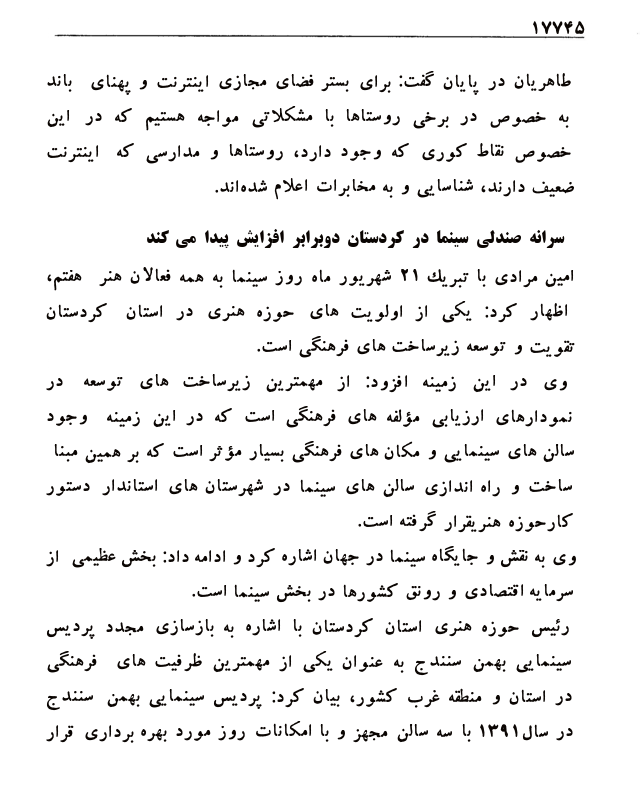 ۱۷۷۴۵
طاهریان در پایان گفت: برای بستر فضای مجازی اینترنت و پهنای باند
به خصوص در برخی روستاها با مشکلاتی مواجه هستیم که در این
خصوص نقاط کوری که وجود دارد، روستاها و مدارسی که اینترنت
ضعیف دارند، شناسایی و به مخابرات اعلام شده‌اند.
سرانه صندلی سینما در کردستان دوبرابر افزایش پیدا می کند
امین مرادی با تبریك ۲۱ شهریور ماه روز سینما به همه فعالان هنر هفتم،
اظهار کرد: یکی از اولویت های حوزه هنری در استان کردستان
تقویت و توسعه زیرساخت های فرهنگی است.
وی در این زمینه افزود: از مهمترین زیرساخت های توسعه در
نمودارهای ارزیابی مؤلفه های فرهنگی است که در این زمینه وجود
سالن های سینمایی و مکان های فرهنگی بسیار مؤثر است که بر همین مبنا
ساخت و راه اندازی سالن های سینما در شهرستان های استاندار دستور
کارحوزه هنریقرار گرفته است.
وی به نقش و جایگاه سینما در جهان اشاره کرد و ادامه داد: بخش عظیمی از
سرمایه اقتصادی و رونق کشورها در بخش سینما است.
رئیس حوزه هنری استان کردستان با اشاره به بازسازی مجدد پردیس
سینمایی بهمن سنندج به عنوان یکی از مهمترین ظرفیت های فرهنگی
در استان و منطقه غرب کشور، بیان کرد: پردیس سینمایی بهمن سنندج
در سال۱۳۹۱ با سه سالن مجهز و با امکانات روز مورد بهره برداری قرار